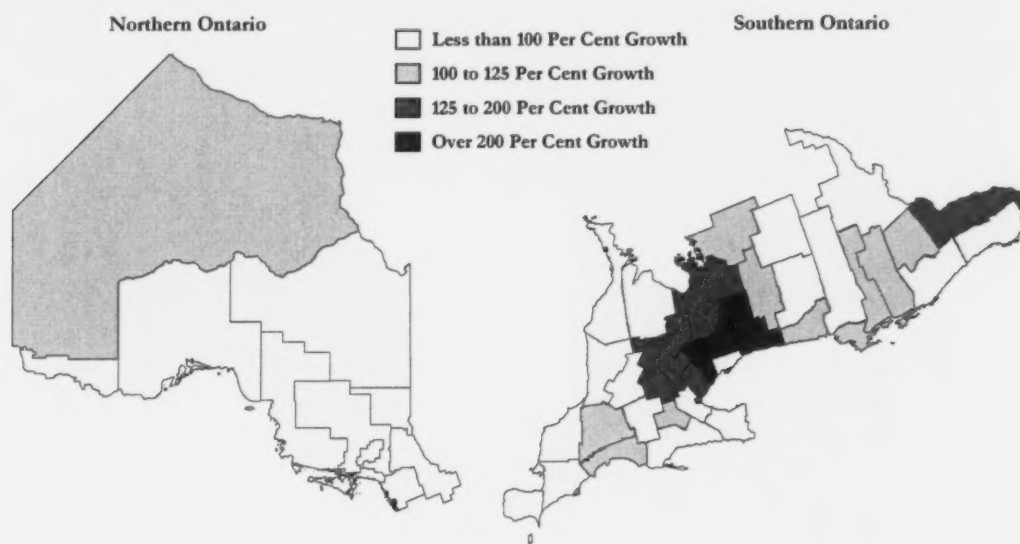 Northern Ontario
Less than 100 Per Cent Growth
100 to 125 Per Cent Growth
125 to 200 Per Cent Growth
Over 200 Per Cent Growth
Southern Ontario